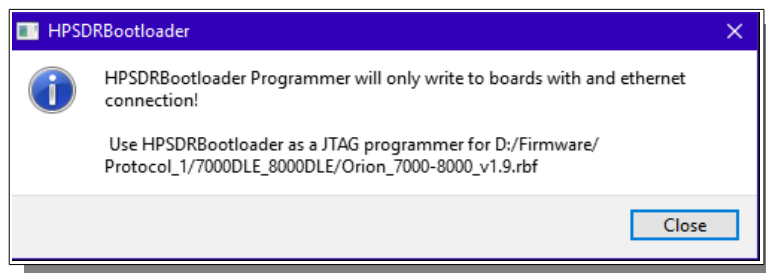 HPSDRBootloader
HPSDRBootloader Programmer will only write to boards with and ethernet
connection!
Use HPSDRBootloader as a JTAG programmer for D:/Firmware/
Protocol_1/7000DLE_8000DLE/Orion_7000-8000_v1.9.rbf
Close